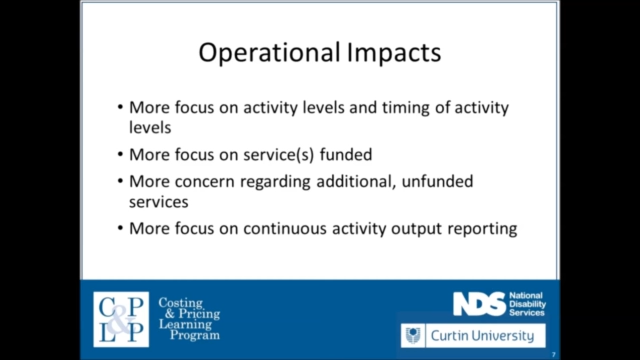 Operational Impacts
• More focus on activity levels and timing of activity
levels
• More focus on service(s) funded
• More concern regarding additional, unfunded
services
• More focus on continuous activity output reporting
C&P
L P
Costing
& Pricing
Learning
Program
NDS
National
Disability
Services
Curtin University
7